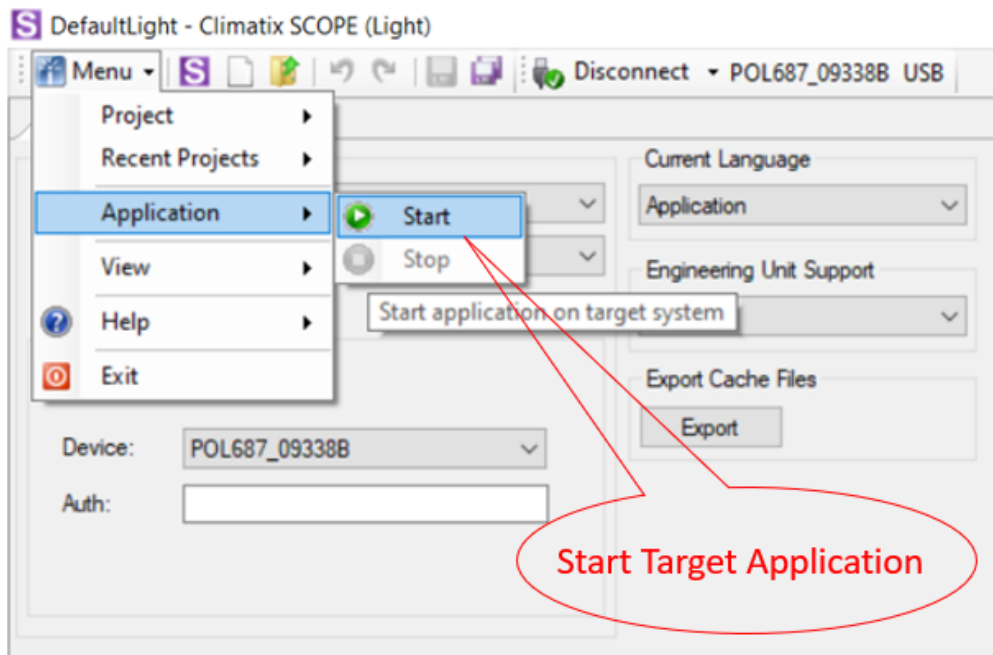 S DefaultLight - Climatix SCOPE (Light)
Menu S Disconnect POL687_09338B USB
Project
Recent Projects
Application
View
Help
Exit
Start
Stop
Start application on target system
Current Language
Application
Engineering Unit Support
Export Cache Files
Export
Device: POL687_09338B
Auth:
Start Target Application